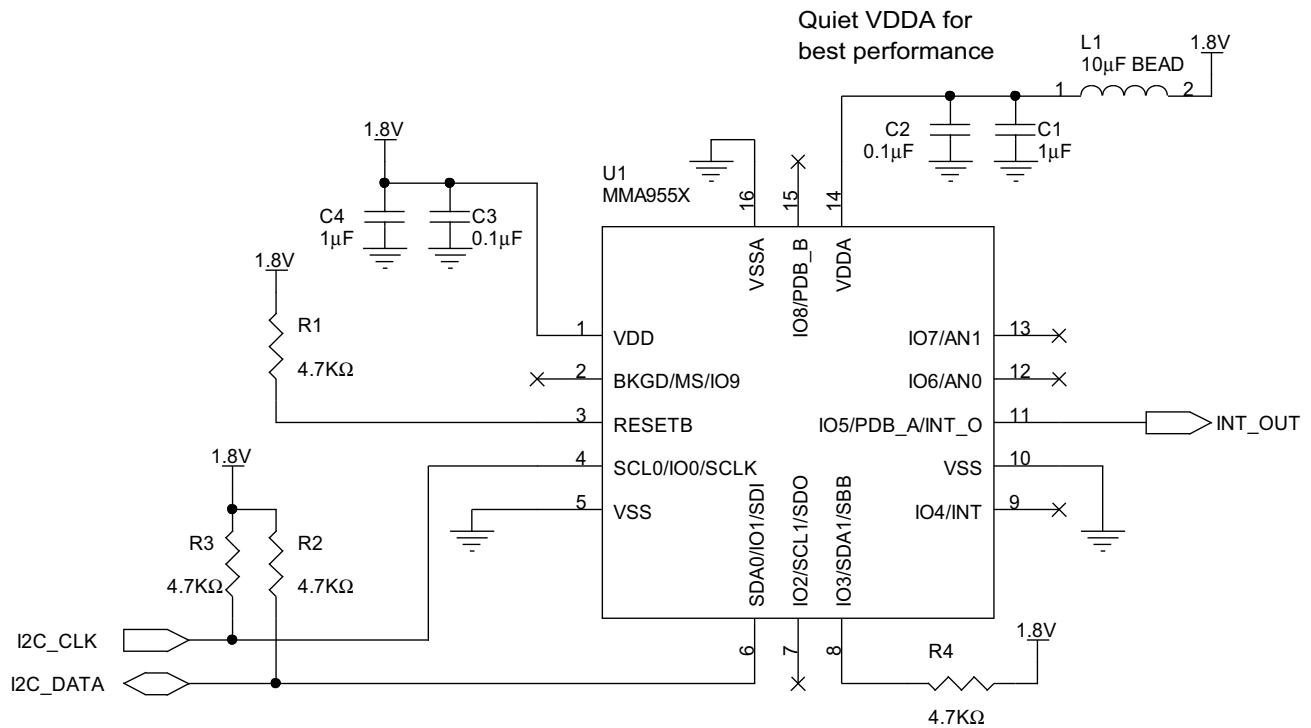 Quiet VDDA for
best performance
L1
10µF BEAD
1.8V
1
2
C2
0.1µF
C1
1µF
1.8V
C4
1µF
C3
0.1µF
U1
MMA955X
16
15
14
VSSA
IO8/PDB_B
VDDA
1.8V
R1
4.7KΩ
1
VDD
2
BKGD/MS/IO9
3
RESETB
4
SCL0/IO0/SCLK
5
VSS
IO7/AN1
13
IO6/AN0
12
IO5/PDB_A/INT_O
11
INT_OUT
VSS
10
IO4/INT
9
SDA0/IO1/SDI
IO2/SCL1/SDO
IO3/SDA1/SBB
6
7
8
1.8V
R3
4.7KΩ
R2
4.7KΩ
I2C_CLK
I2C_DATA
R4
4.7KΩ
1.8V